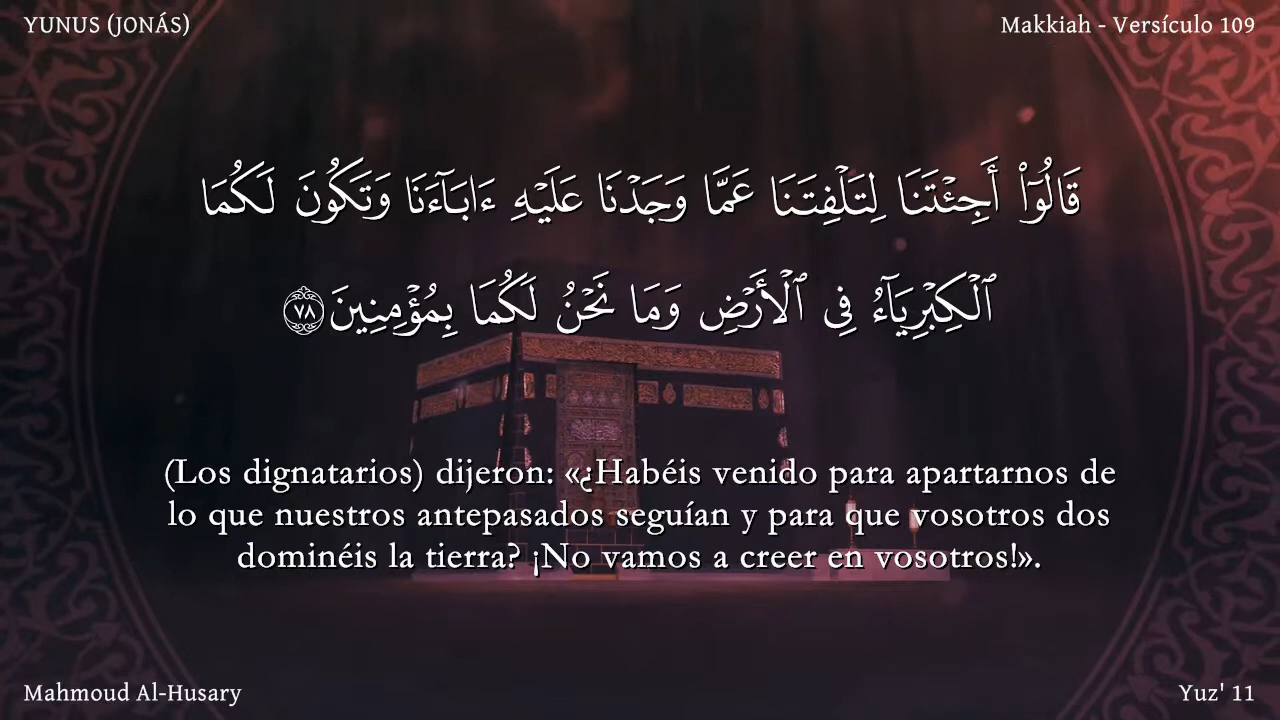 YUNUS (JONÁS)
Makkiah - Versículo 109
قَالُوٓا۟ أَجِئْتَنَا لِتَلْفِتَنَا عَمَّا وَجَدْنَا عَلَيْهِ ءَابَآءَنَا وَتَكُونَ لَكُمَا
ٱلْكِبْرِيَآءُ فِى ٱلْأَرْضِ وَمَا نَحْنُ لَكُمَا بِمُؤْمِنِينَ ٧٨
(Los dignatarios) dijeron: «¿Habéis venido para apartarnos de
lo que nuestros antepasados seguían y para que vosotros dos
dominéis la tierra? ¡No vamos a creer en vosotros!».
Mahmoud Al-Husary
Yuz' 11